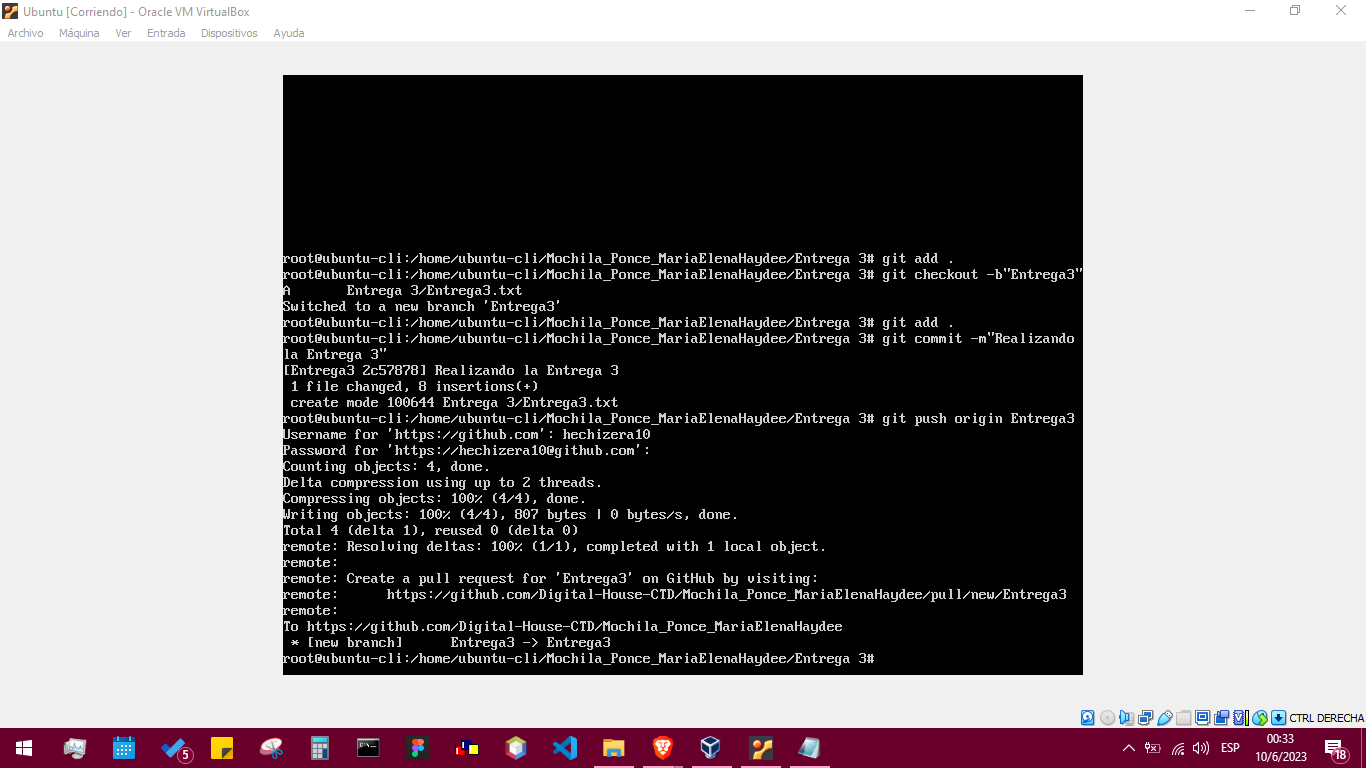 Ubuntu [Corriendo] - Oracle VM VirtualBox
Archivo Máquina Ver Entrada Dispositivos Ayuda
root@ubuntu-cli:/home/ubuntu-cli/Mochila_Ponce_MariaElenaHaydee/Entrega 3# git add .
root@ubuntu-cli:/home/ubuntu-cli/Mochila_Ponce_MariaElenaHaydee/Entrega 3# git checkout -b"Entrega3"
A       Entrega 3/Entrega3.txt
Switched to a new branch 'Entrega3'
root@ubuntu-cli:/home/ubuntu-cli/Mochila_Ponce_MariaElenaHaydee/Entrega 3# git add .
root@ubuntu-cli:/home/ubuntu-cli/Mochila_Ponce_MariaElenaHaydee/Entrega 3# git commit -m"Realizando
la Entrega 3"
[Entrega3 2c57878] Realizando la Entrega 3
 1 file changed, 8 insertions(+)
 create mode 100644 Entrega 3/Entrega3.txt
root@ubuntu-cli:/home/ubuntu-cli/Mochila_Ponce_MariaElenaHaydee/Entrega 3# git push origin Entrega3
Username for 'https://github.com': hechizera10
Password for 'https://hechizera10@github.com':
Counting objects: 4, done.
Delta compression using up to 2 threads.
Compressing objects: 100% (4/4), done.
Writing objects: 100% (4/4), 807 bytes | 0 bytes/s, done.
Total 4 (delta 1), reused 0 (delta 0)
remote: Resolving deltas: 100% (1/1), completed with 1 local object.
remote:
remote: Create a pull request for 'Entrega3' on GitHub by visiting:
remote:      https://github.com/Digital-House-CTD/Mochila_Ponce_MariaElenaHaydee/pull/new/Entrega3
remote:
To https://github.com/Digital-House-CTD/Mochila_Ponce_MariaElenaHaydee
 * [new branch]      Entrega3 -> Entrega3
root@ubuntu-cli:/home/ubuntu-cli/Mochila_Ponce_MariaElenaHaydee/Entrega 3#
CTRL DERECHA
5
ESP
00:33
10/6/2023
18